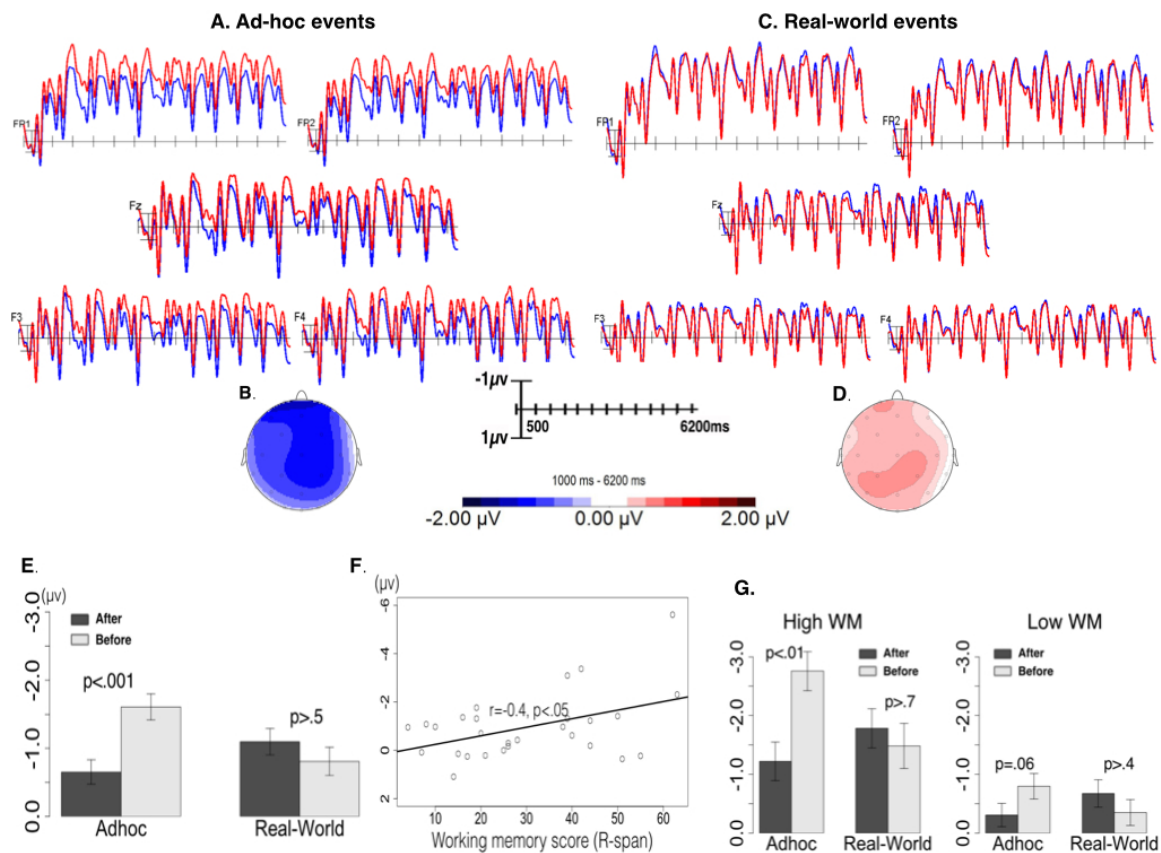 A. Ad-hoc events
C. Real-world events
FP1
FP2
Fz
F3
F4
FP1
FP2
Fz
F3
F4
B.
-1µv
1µv
500
6200ms
D.
1000 ms - 6200 ms
-2.00 µV
0.00 µV
2.00 µV
E.
(µv)
-3.0
-2.0
-1.0
0.0
After
Before
p<.001
p>.5
Adhoc
Real-World
F.
(µv)
-6
-4
-2
0
2
r=-0.4, p<.05
10 20 30 40 50 60
Working memory score (R-span)
G.
High WM
-3.0
-2.0
-1.0
-0.0
p<.01
After
Before
p>.7
Adhoc
Real-World
Low WM
-3.0
-2.0
-1.0
-0.0
After
Before
p=.06
p>.4
Adhoc
Real-World